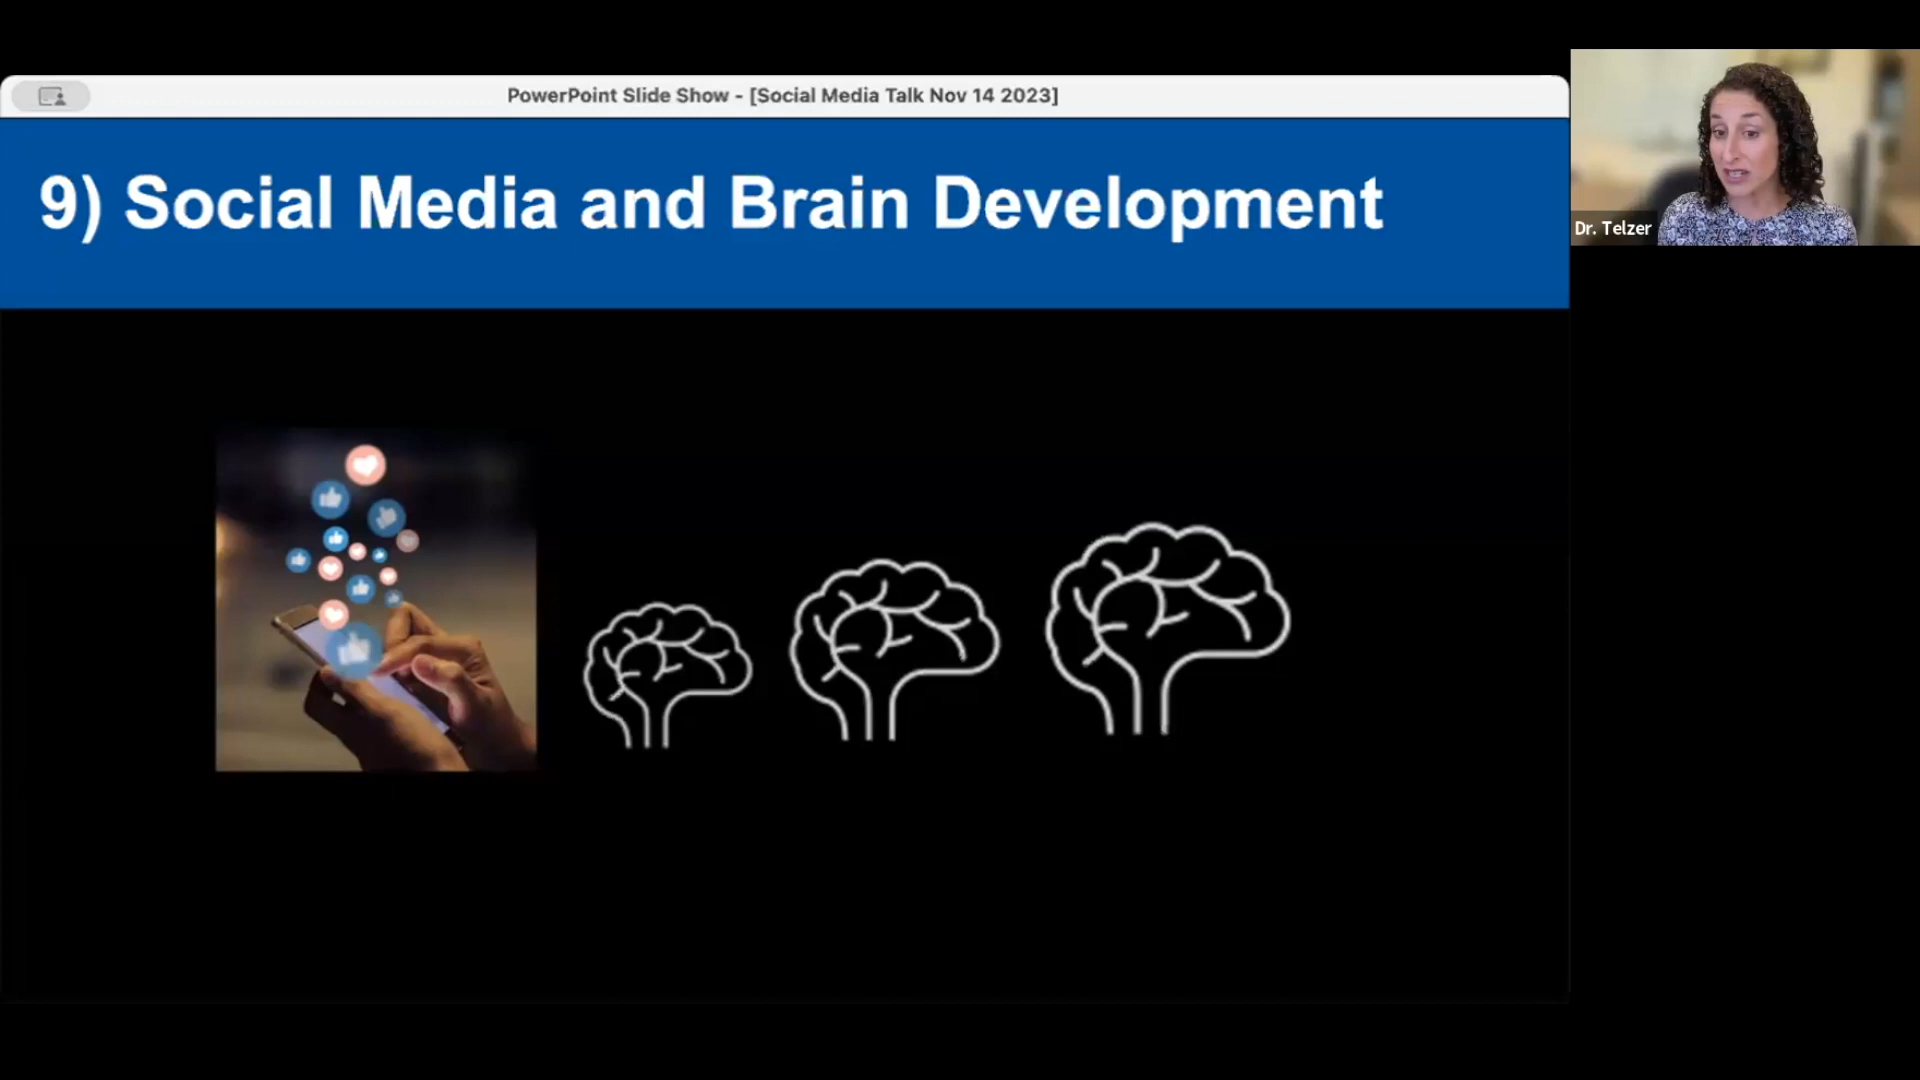 PowerPoint Slide Show - [Social Media Talk Nov 14 2023]
9) Social Media and Brain Development
Dr. Telzer